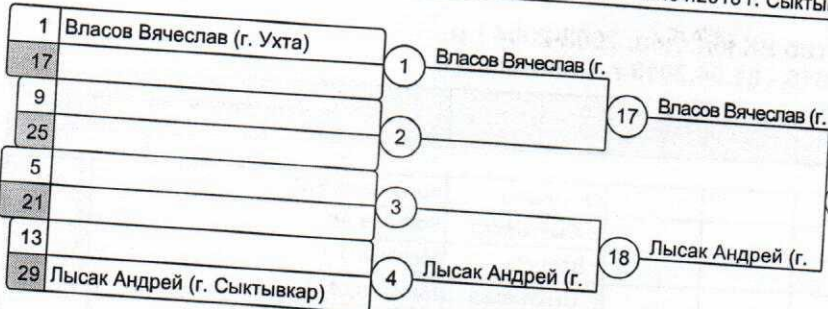 г. Сыкты
1 Власов Вячеслав (г. Ухта)
17
9
25
5
21
13
29 Лысак Андрей (г. Сыктывкар)
1 Власов Вячеслав (г.
2
3
4 Лысак Андрей (г.
17 Власов Вячеслав (г.
18 Лысак Андрей (г.